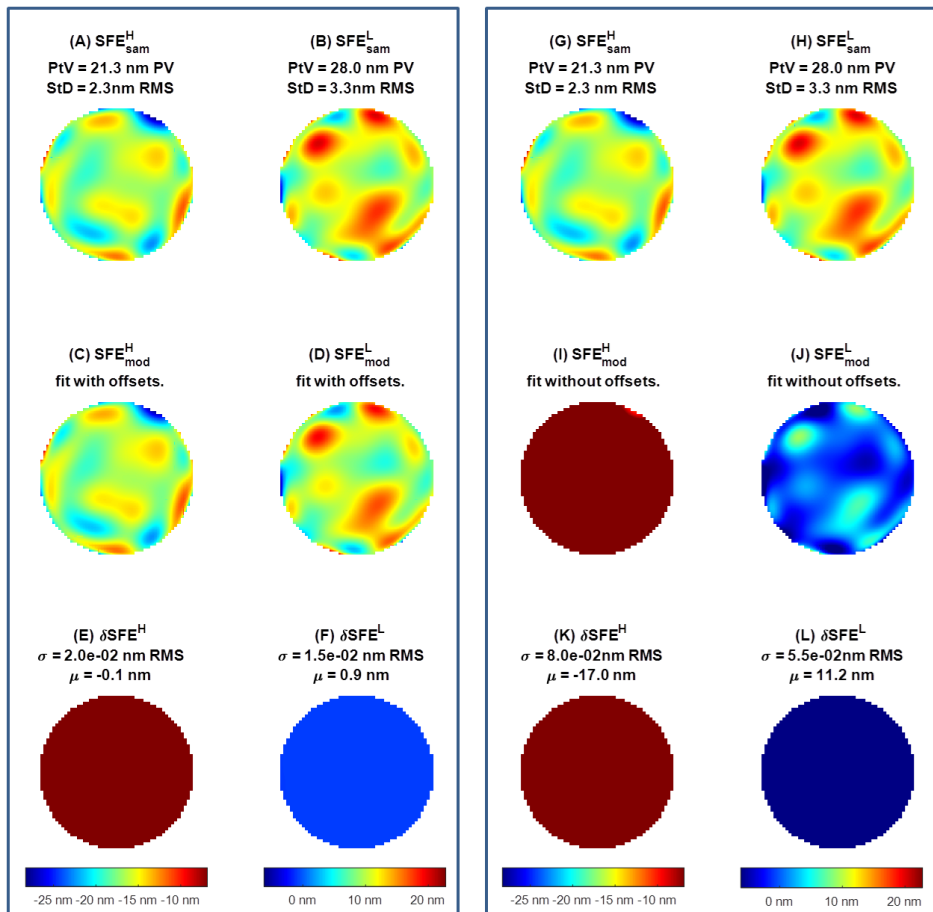 (A) SFE^H_sam
PtV = 21.3 nm PV
StD = 2.3nm RMS
(B) SFE^L_sam
PtV = 28.0 nm PV
StD = 3.3nm RMS
(C) SFE^H_mod
fit with offsets.
(D) SFE^L_mod
fit with offsets.
(E) δSFE^H
σ = 2.0e-02 nm RMS
μ = -0.1 nm
(F) δSFE^L
σ = 1.5e-02 nm RMS
μ = 0.9 nm
-25 nm -20 nm -15 nm -10 nm
0 nm 10 nm 20 nm
(G) SFE^H_sam
PtV = 21.3 nm PV
StD = 2.3 nm RMS
(H) SFE^L_sam
PtV = 28.0 nm PV
StD = 3.3 nm RMS
(I) SFE^H_mod
fit without offsets.
(J) SFE^L_mod
fit without offsets.
(K) δSFE^H
σ = 8.0e-02nm RMS
μ = -17.0 nm
(L) δSFE^L
σ = 5.5e-02nm RMS
μ = 11.2 nm
-25 nm -20 nm -15 nm -10 nm
0 nm 10 nm 20 nm